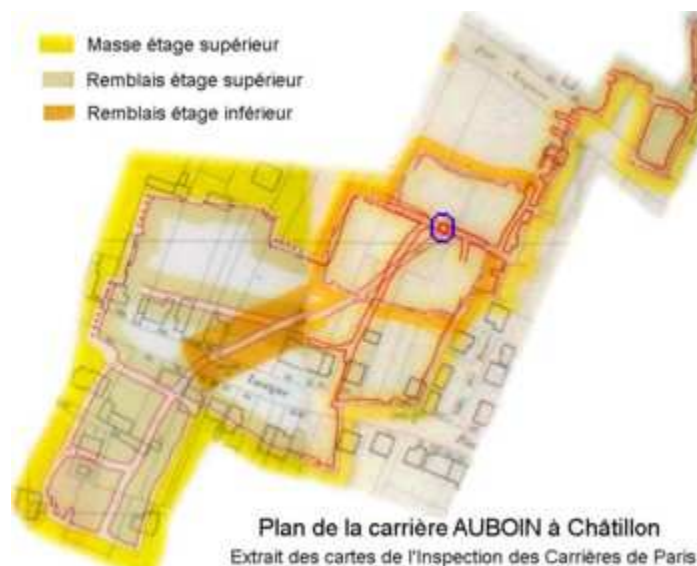 Masse étage supérieur
Remblais étage supérieur
Remblais étage inférieur
Plan de la carrière AUBOIN à Châtillon
Extrait des cartes de l'Inspection des Carrières de Paris